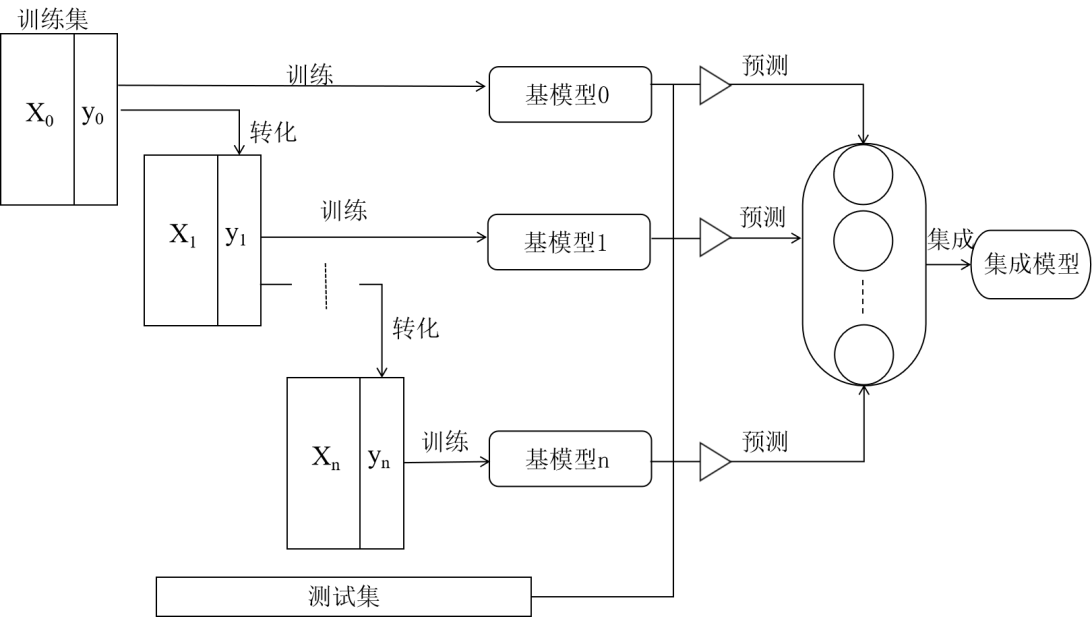 训练集
X0 y0
训练
基模型0
预测
转化
X1 y1
训练
基模型1
预测
集成
集成模型
转化
Xn yn
训练
基模型n
预测
测试集